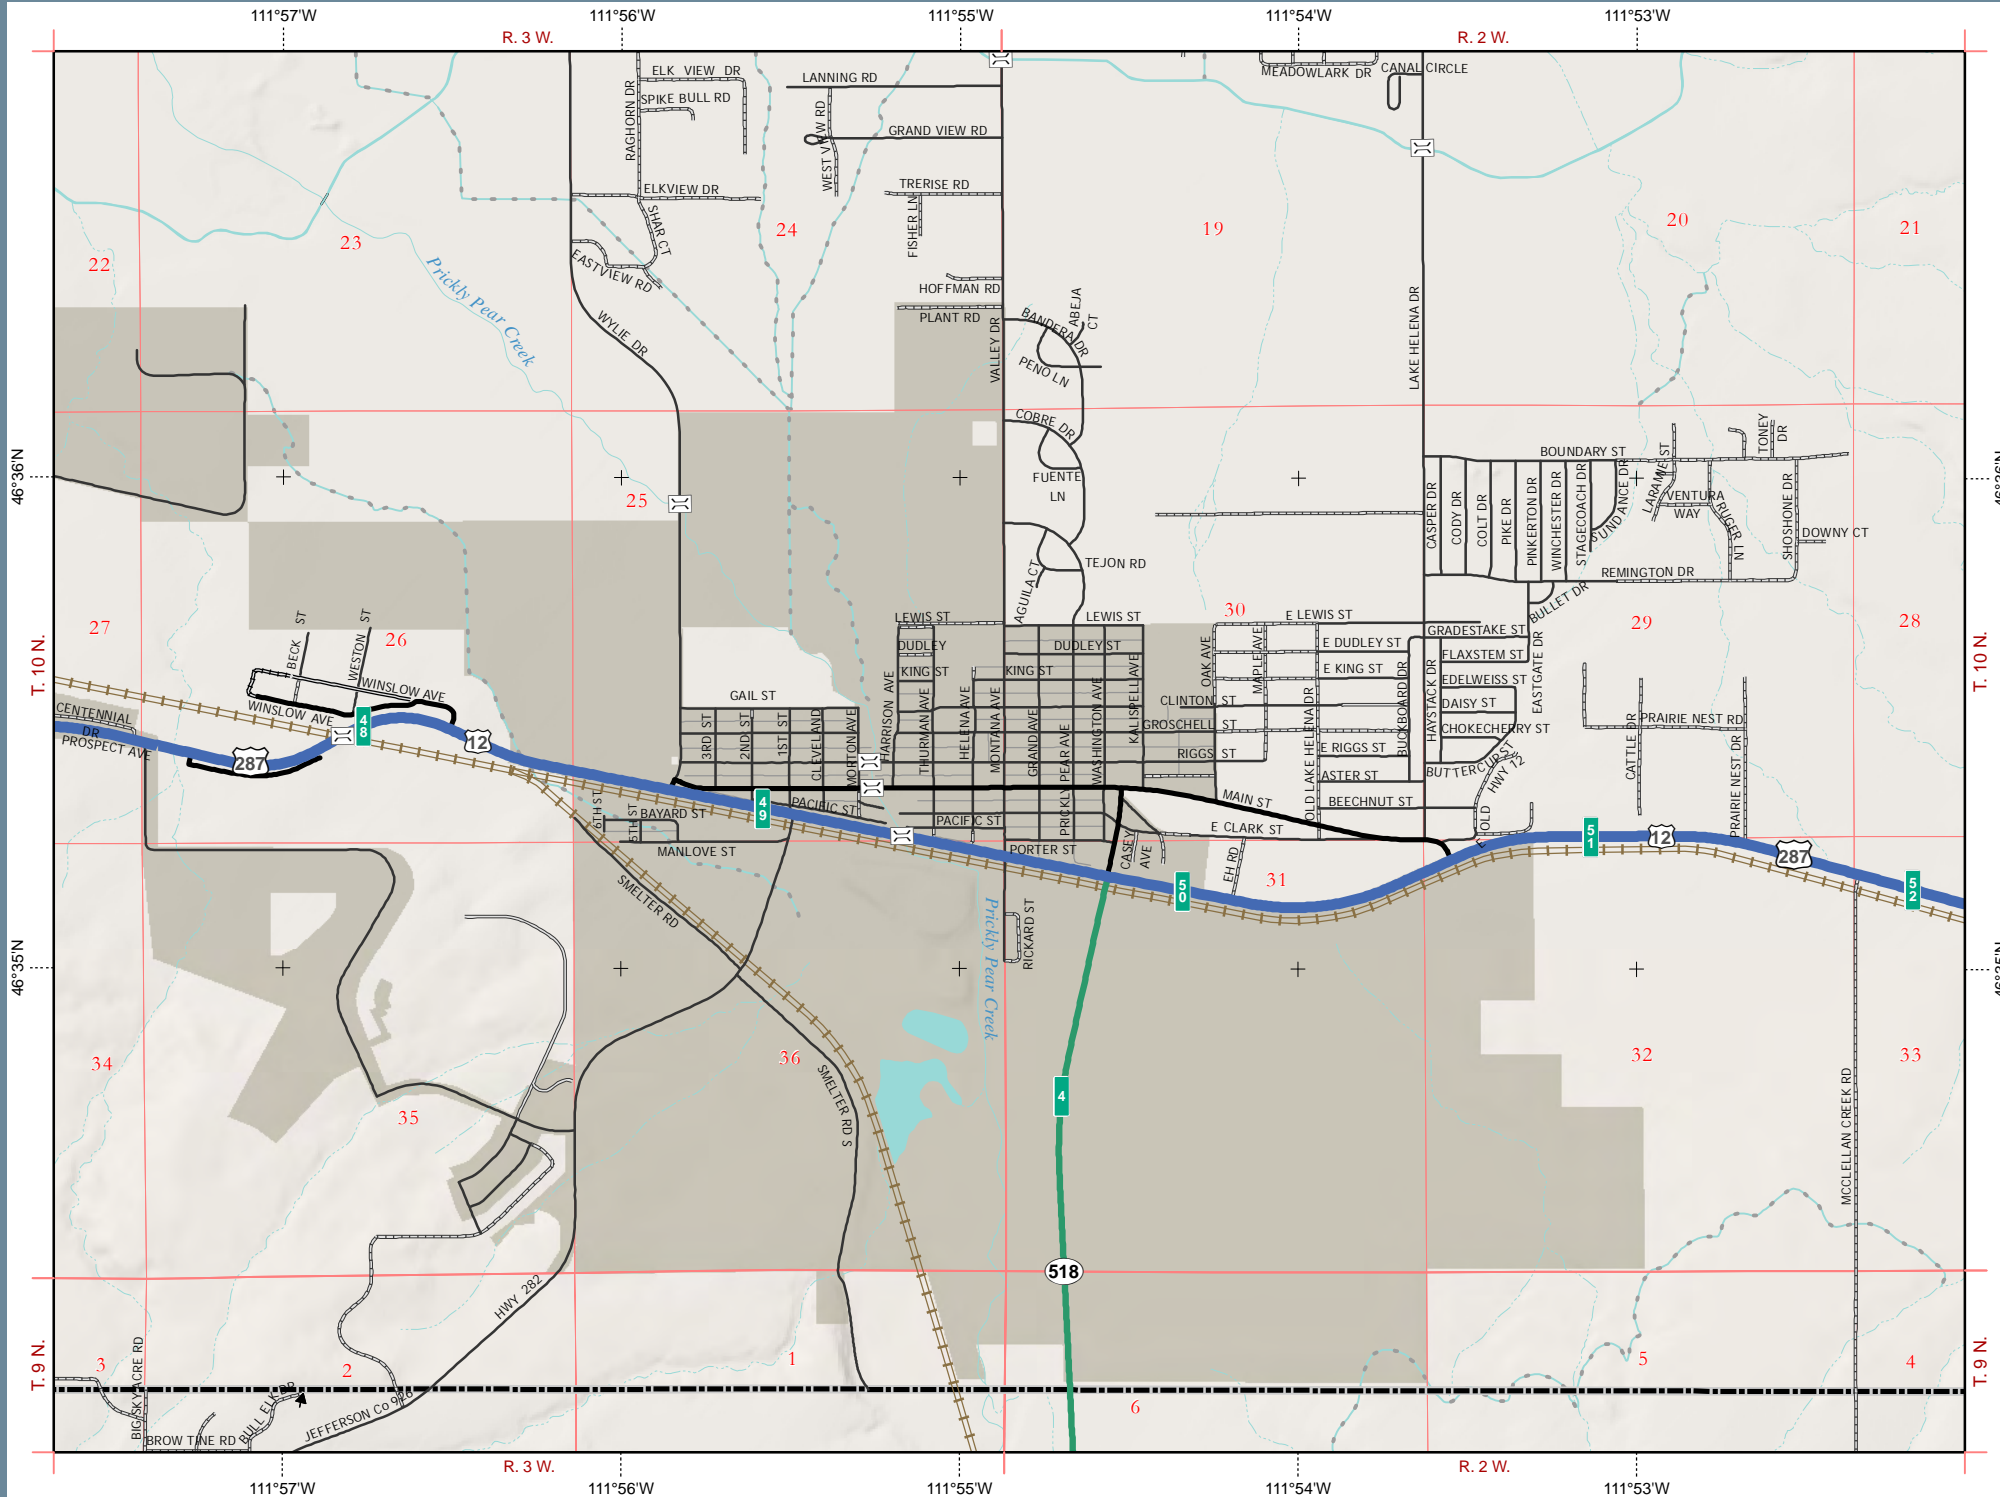 111°57'W
111°56'W
111°55'W
111°54'W
111°53'W
R. 3 W.
R. 2 W.
ELK VIEW DR
SPIKE BULL RD
RAGHORN DR
LANNING RD
WEST VIEW RD
GRAND VIEW RD
MEADOWLARK DR
CANAL CIRCLE
ELKVIEW DR
TRERISE RD
FISHER LN
SHAR CT
EASTVIEW RD
22
23
24
19
20
21
Prickly Pear Creek
HOFFMAN RD
PLANT RD
WYLIE DR
VALLEY DR
BANDERA DR
ABEJA
CT
PENO LN
LAKE HELENA DR
COBRE DR
FUENTE
LN
46°36'N
25
BOUNDARY ST
TONEY
DR
LARAMIE ST
CASPER DR
CODY DR
COLT DR
PIKE DR
PINKERTON DR
WINCHESTER DR
STAGECOACH DR
SUNDANCE DR
VENTURA
WAY
RUGER LN
SHOSHONE DR
DOWNY CT
REMINGTON DR
BULLET DR
AGUILA CT
TEJON RD
T. 10 N.
T. 10 N.
27
26
30
29
28
BECK ST
WESTON ST
WINSLOW AVE
WINSLOW AVE
CENTENNIAL
DR
PROSPECT AVE
287
48
12
LEWIS ST
LEWIS ST
E LEWIS ST
DUDLEY
DUDLEY ST
E DUDLEY ST
KING ST
KING ST
E KING ST
GRADESTAKE ST
FLAXSTEM ST
EDELWEISS ST
DAISY ST
CHOKECHERRY ST
BUTTERCUP ST
EASTGATE DR
HAYSTACK DR
BUCKBOARD DR
OLD LAKE HELENA DR
MAPLE AVE
OAK AVE
CLINTON ST
GROSCHELL ST
RIGGS ST
E RIGGS ST
ASTER ST
BEECHNUT ST
GAIL ST
3RD ST
2ND ST
1ST ST
CLEVELAND
MORTON AVE
HARRISON AVE
THURMAN AVE
HELENA AVE
MONTANA AVE
GRAND AVE
PRICKLY PEAR AVE
WASHINGTON AVE
KALISPELL AVE
PRAIRIE NEST RD
CATTLE DR
PRAIRIE NEST DR
OLD HWY 12
MAIN ST
49
PACIFIC ST
PACIFIC ST
6TH ST
5TH ST
BAYARD ST
MANLOVE ST
PORTER ST
CASEY
AVE
E CLARK ST
EH RD
50
31
51
12
287
52
SMELTER RD
RICKARD ST
Prickly Pear Creek
46°35'N
34
35
36
32
33
SMELTER RD S
4
MCCLELLAN CREEK RD
518
HWY 282
T. 9 N.
T. 9 N.
3
2
1
6
5
4
BIG SKY ACRE RD
BULL ELK DR
BROW TINE RD
JEFFERSON Co
R. 3 W.
R. 2 W.
111°57'W
111°56'W
111°55'W
111°54'W
111°53'W